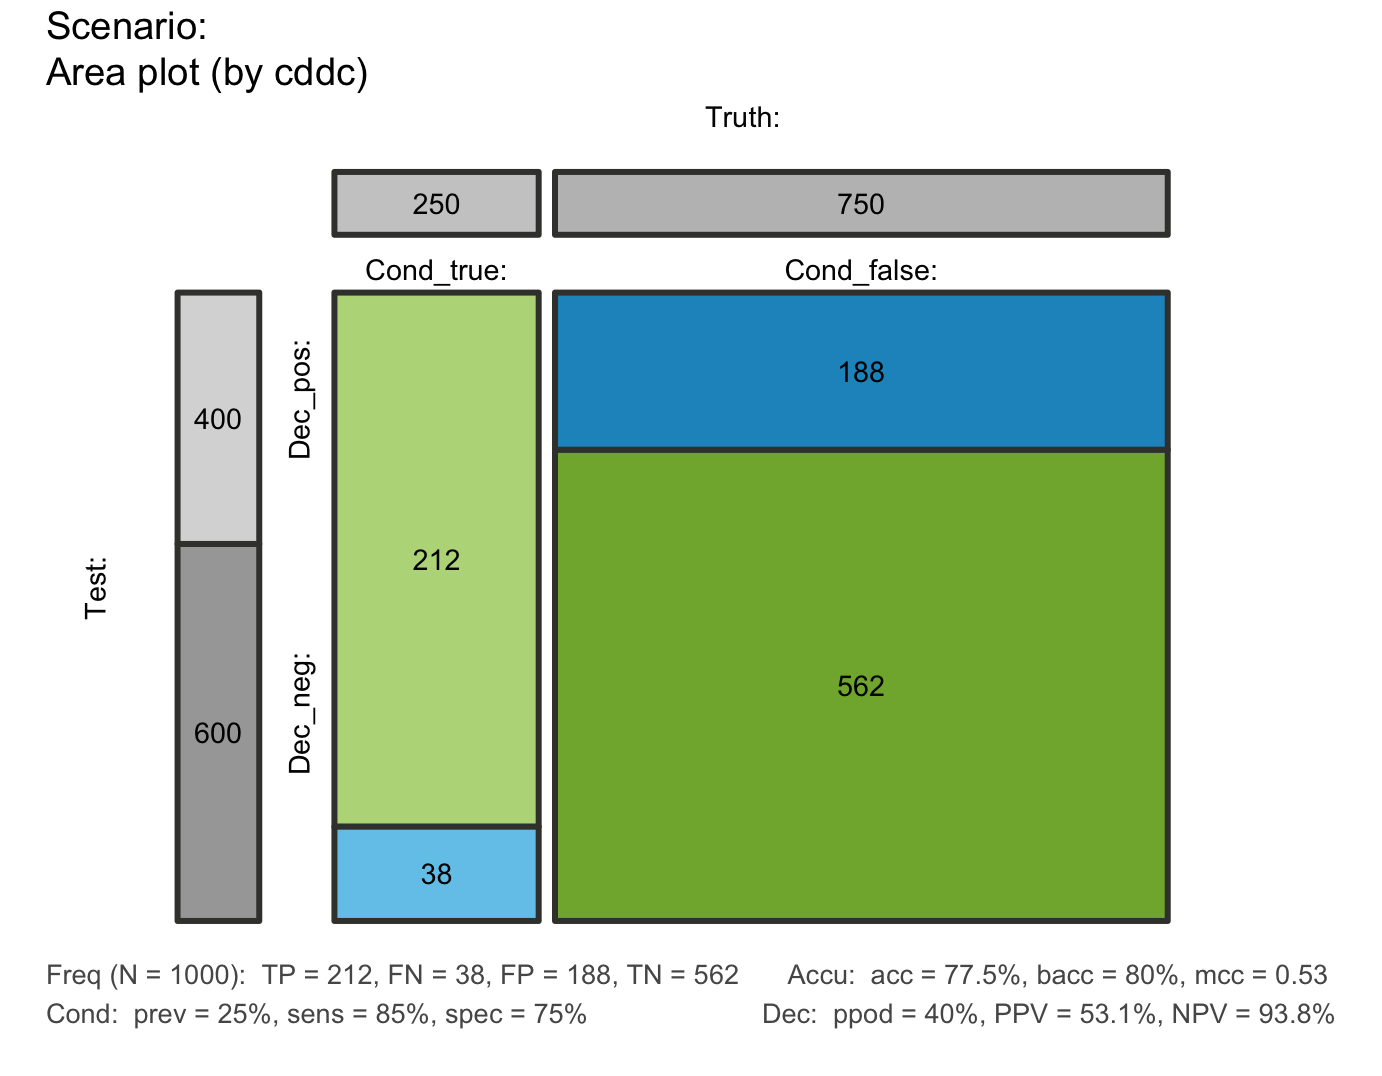 Scenario:
Area plot (by cddc)
Truth:
250
750
Cond_true:
Cond_false:
Test:
400
600
Dec_pos:
Dec_neg:
212
38
188
562
Freq (N = 1000):  TP = 212, FN = 38, FP = 188, TN = 562
Accu:  acc = 77.5%, bacc = 80%, mcc = 0.53
Cond:  prev = 25%, sens = 85%, spec = 75%
Dec:  ppod = 40%, PPV = 53.1%, NPV = 93.8%